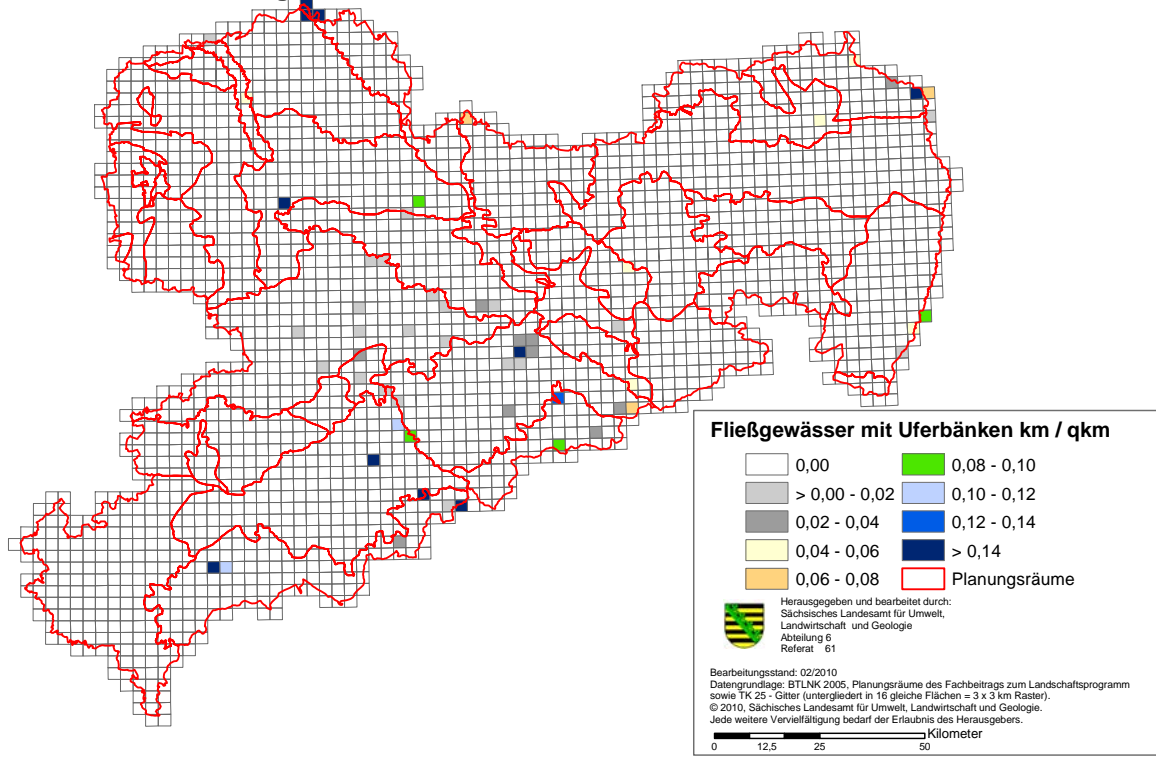 Fließgewässer mit Uferbänken km / qkm
0,00
> 0,00 - 0,02
0,02 - 0,04
0,04 - 0,06
0,06 - 0,08
0,08 - 0,10
0,10 - 0,12
0,12 - 0,14
> 0,14
Planungsräume
Herausgegeben und bearbeitet durch:
Sächsisches Landesamt für Umwelt,
Landwirtschaft und Geologie
Abteilung 6
Referat 61
Bearbeitungsstand: 02/2010
Datengrundlage: BTLNK 2005, Planungsräume des Fachbeitrags zum Landschaftsprogramm
sowie TK 25 - Gitter (untergliedert in 16 gleiche Flächen = 3 x 3 km Raster).
© 2010, Sächisches Landesamt für Umwelt, Landwirtschaft und Geologie.
Jede weitere Vervielfältigung bedarf der Erlaubnis des Herausgebers.
Kilometer
0 12,5 25 50